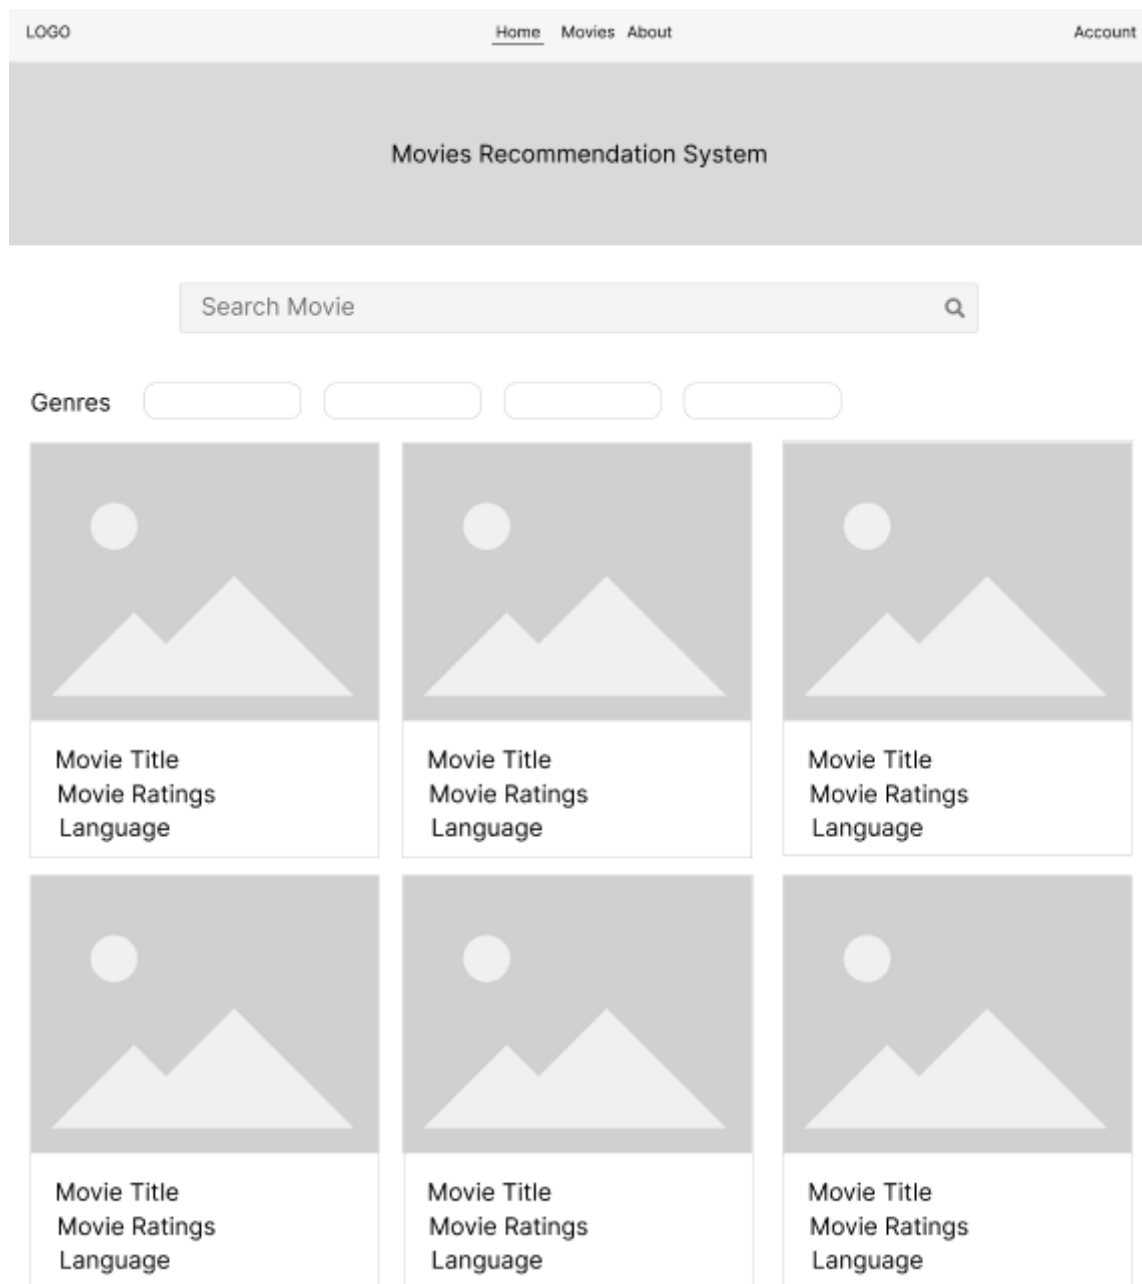 LOGO Home Movies About Account
Movies Recommendation System
Search Movie
Genres
Movie Title
Movie Ratings
Language
Movie Title
Movie Ratings
Language
Movie Title
Movie Ratings
Language
Movie Title
Movie Ratings
Language
Movie Title
Movie Ratings
Language
Movie Title
Movie Ratings
Language